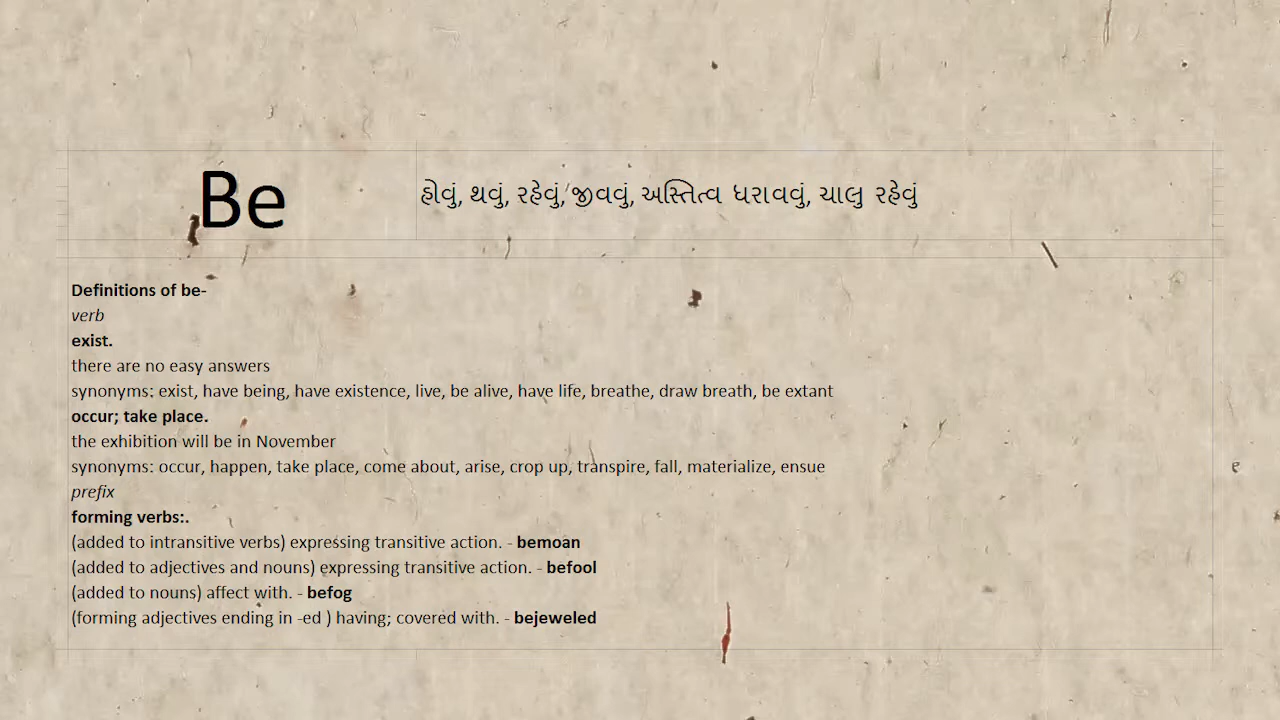 Be
હોવું, થવું, રહેવું, જીવવું, અસ્તિત્વ ધરાવવું, ચાલુ રહેવું
Definitions of be-
verb
exist.
there are no easy answers
synonyms: exist, have being, have existence, live, be alive, have life, breathe, draw breath, be extant
occur; take place.
the exhibition will be in November
synonyms: occur, happen, take place, come about, arise, crop up, transpire, fall, materialize, ensue
prefix
forming verbs:.
(added to intransitive verbs) expressing transitive action. - bemoan
(added to adjectives and nouns) expressing transitive action. - befool
(added to nouns) affect with. - befog
(forming adjectives ending in -ed ) having; covered with. - bejeweled